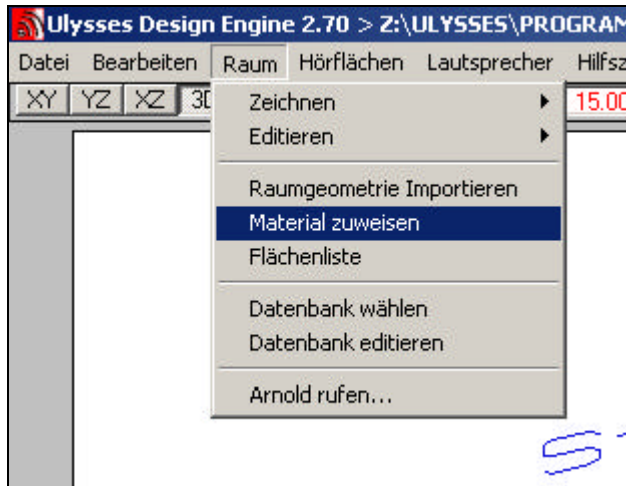 Ulysses Design Engine 2.70 > Z:\ULYSSES\PROGRAM
Datei Bearbeiten Raum Hörflächen Lautsprecher
XY YZ XZ 15.00
Zeichnen
Editieren
Raumgeometrie Importieren
Material zuweisen
Flächenliste
Datenbank wählen
Datenbank editieren
Arnold rufen...